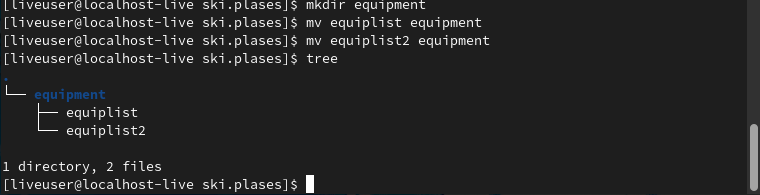 [liveuser@localhost-live ski.plases]$ mkdir equipment
[liveuser@localhost-live ski.plases]$ mv equiplist equipment
[liveuser@localhost-live ski.plases]$ mv equiplist2 equipment
[liveuser@localhost-live ski.plases]$ tree
.
└── equipment
    ├── equiplist
    └── equiplist2

1 directory, 2 files
[liveuser@localhost-live ski.plases]$